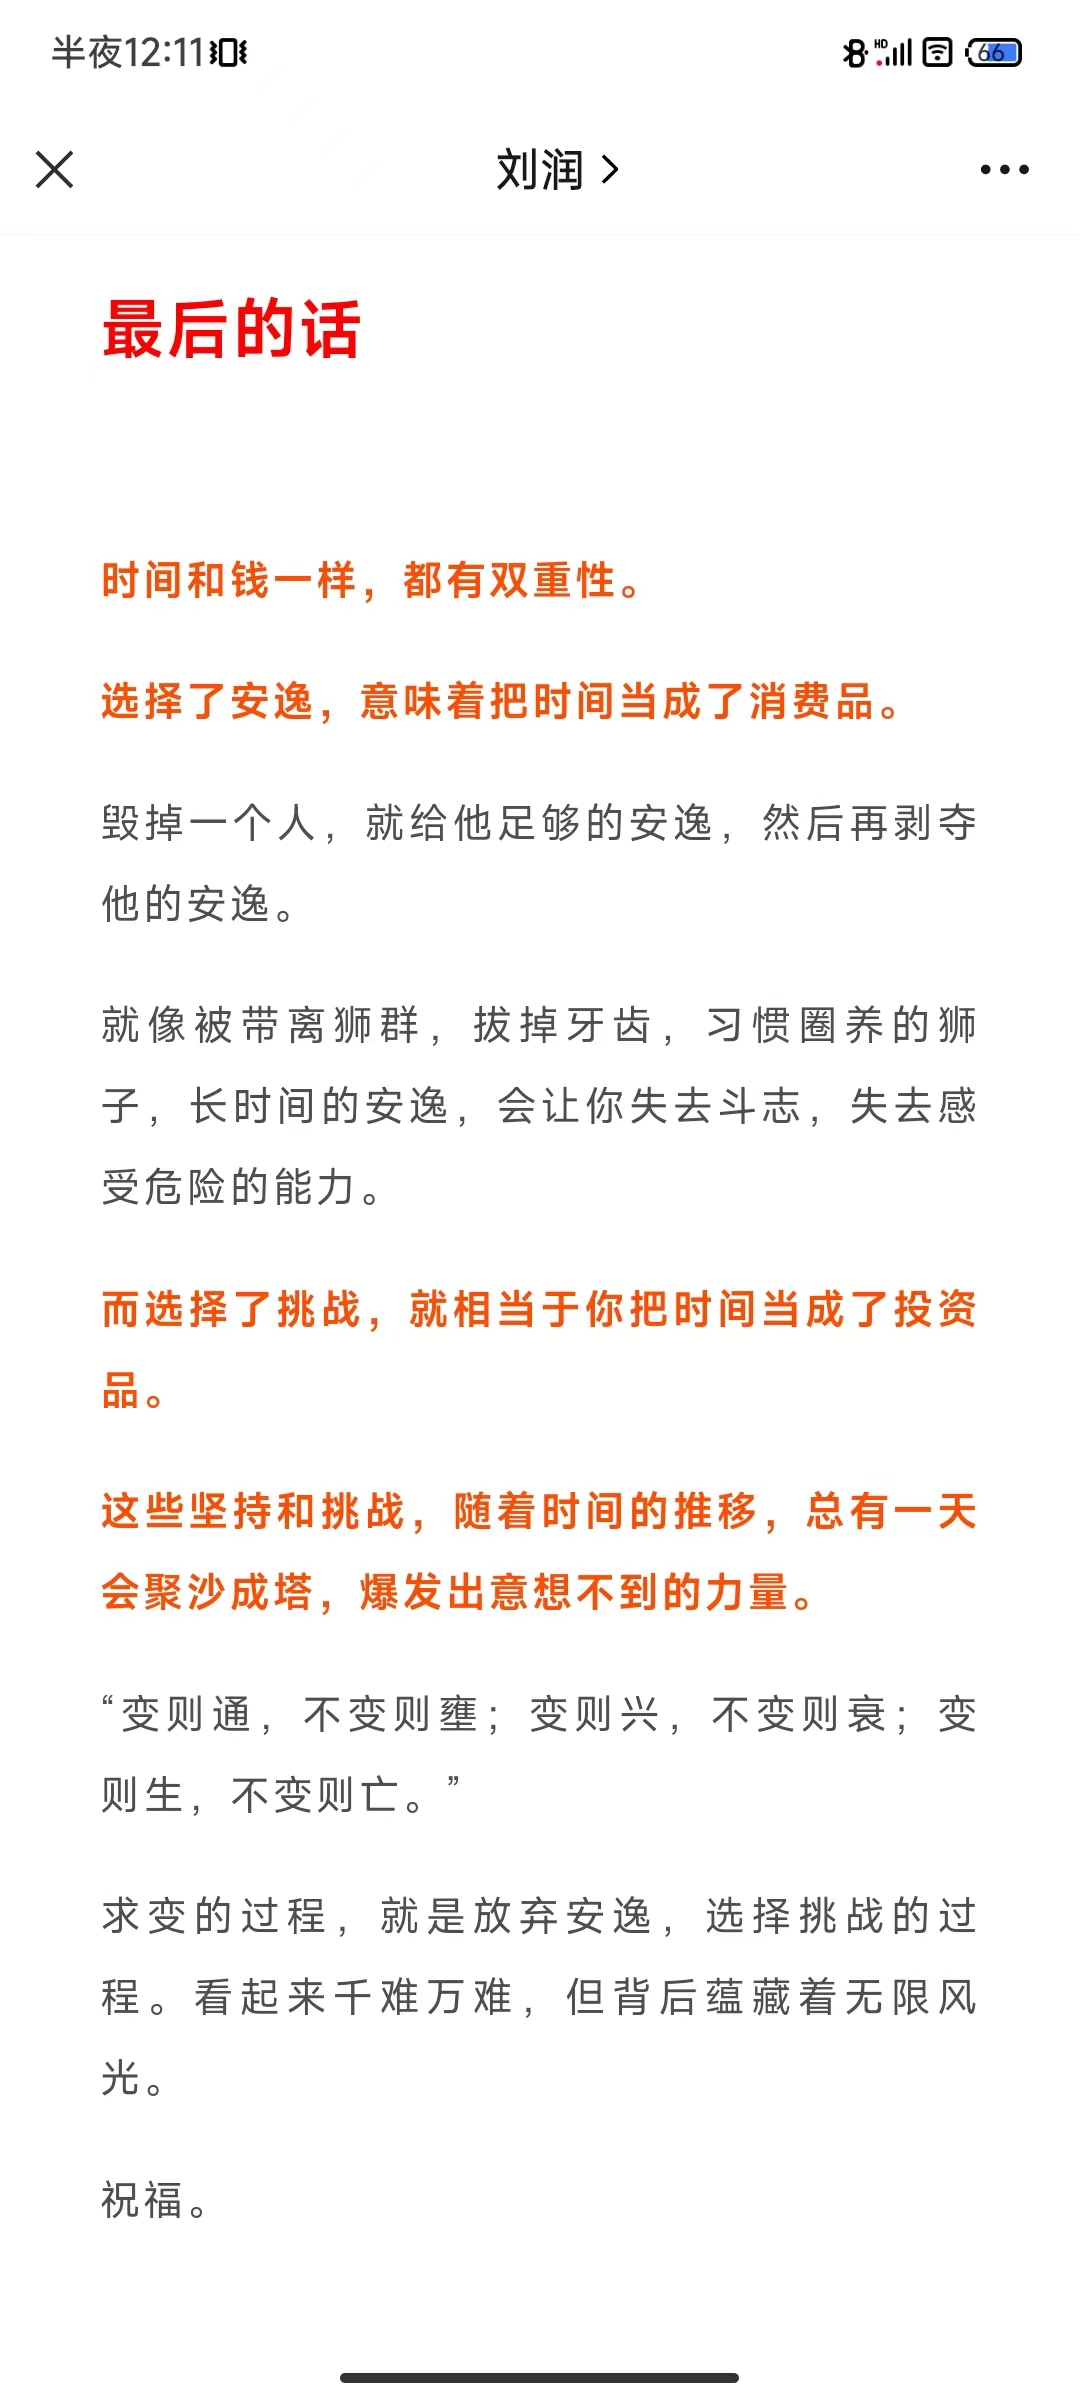 半夜12:11
HD
66
刘润
最后的话
时间和钱一样，都有双重性。
选择了安逸，意味着把时间当成了消费品。
毁掉一个人，就给他足够的安逸，然后再剥夺
他的安逸。
就像被带离狮群，拔掉牙齿，习惯圈养的狮
子，长时间的安逸，会让你失去斗志，失去感
受危险的能力。
而选择了挑战，就相当于你把时间当成了投资
品。
这些坚持和挑战，随着时间的推移，总有一天
会聚沙成塔，爆发出意想不到的力量。
“变则通，不变则壅；变则兴，不变则衰；变
则生，不变则亡。”
求变的过程，就是放弃安逸，选择挑战的过
程。看起来千难万难，但背后蕴藏着无限风
光。
祝福。